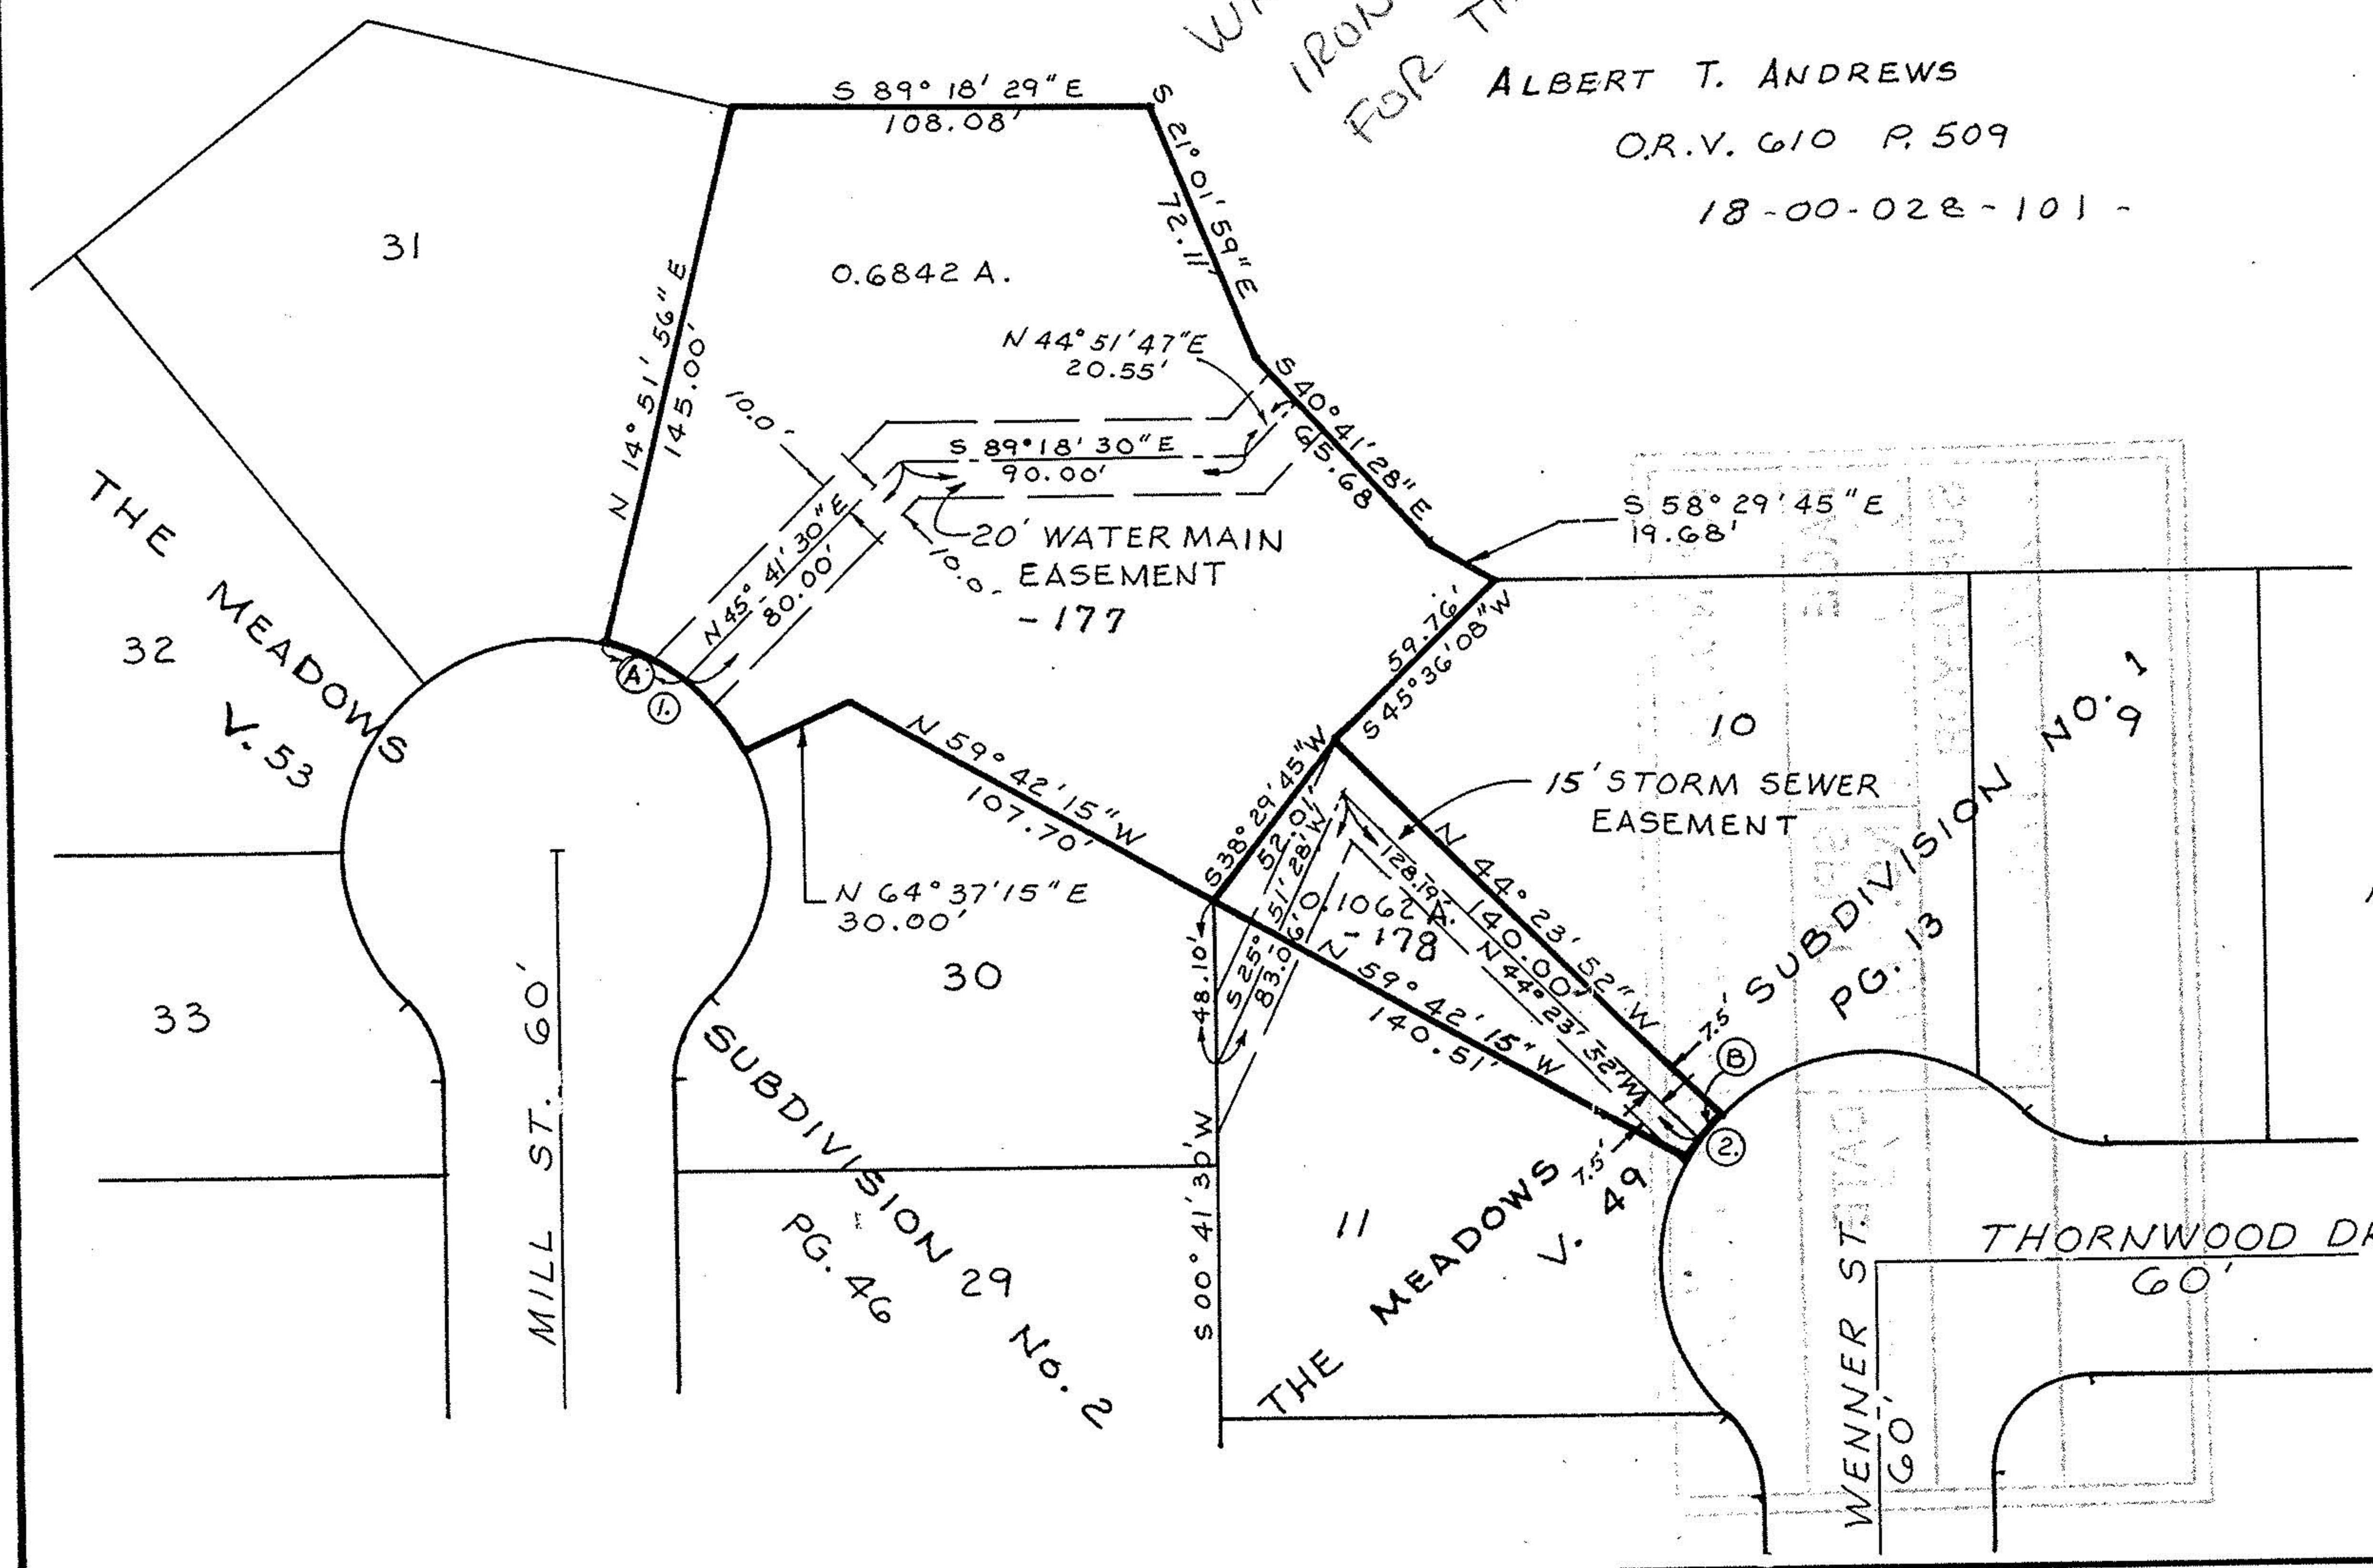 IRON
FOR
ALBERT T. ANDREWS
O.R.V. 610 P. 509
18-00-028-101-
S 89° 18' 29" E
108.08'
S 21° 01' 59" E
72.11'
31
0.6842 A.
N 14° 51' 56" E
145.00'
N 44° 51' 47" E
20.55'
S 40° 41' 28" E
65.68
10.0
S 89° 18' 30" E
90.00'
S 58° 29' 45" E
19.68'
N 45° 41' 30" E
80.00'
10.0
20' WATER MAIN
EASEMENT
-177
THE MEADOWS
V. 53
32
A
1.
59.76'
S 45° 36' 08" W
10
NO. 1
9
N 59° 42' 15" W
107.70'
N 64° 37' 15" E
30.00'
S 38° 29' 45" W
52.01'
15' STORM SEWER
EASEMENT
N 44° 23' 52" W
140.00'
128.19'
N 44° 23' 52" W
0.1062 A.
-178
S 25° 51' 28" W
83.06'
48.10'
N 59° 42' 15" W
140.51'
7.5'
B
2.
7.5'
SUBDIVISION
PG. 13
30
33
MILL ST. 60'
SUBDIVISION
No. 2
PG. 46
29
S 00° 41' 30" W
11
THE MEADOWS
V. 49
THORNWOOD DR
60'
WENNER ST.
60'
DATE